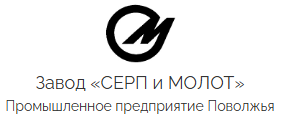 Завод «СЕРП и МОЛОТ»
Промышленное предприятие Поволжья